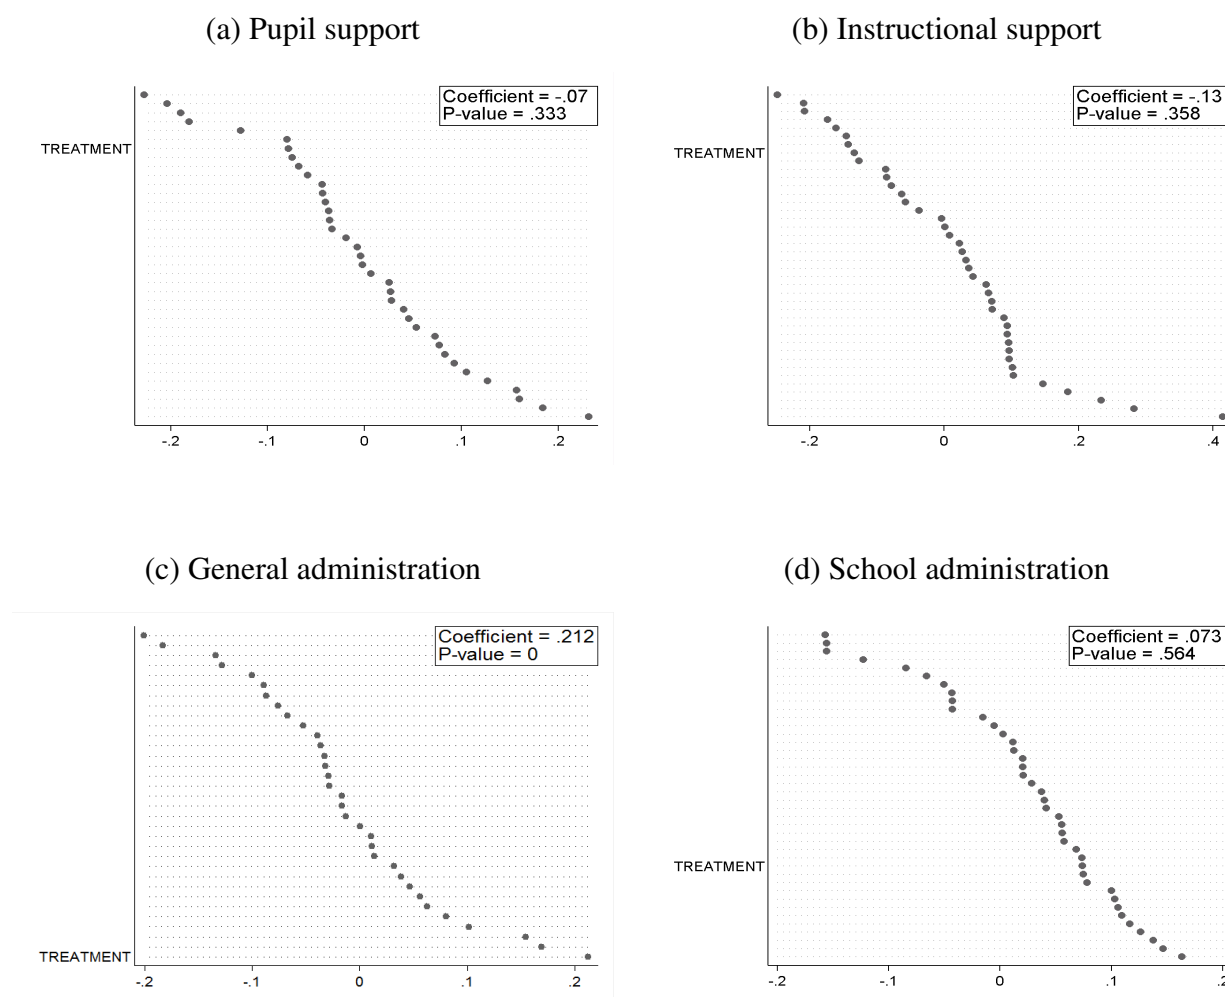 (a) Pupil support
Coefficient = -.07
P-value = .333
TREATMENT
-.2 -.1 0 .1 .2
(b) Instructional support
Coefficient = -.13
P-value = .358
TREATMENT
-.2 0 .2 .4
(c) General administration
Coefficient = .212
P-value = 0
TREATMENT
-.2 -.1 0 .1 .2
(d) School administration
Coefficient = .073
P-value = .564
TREATMENT
-.2 -.1 0 .1 .2